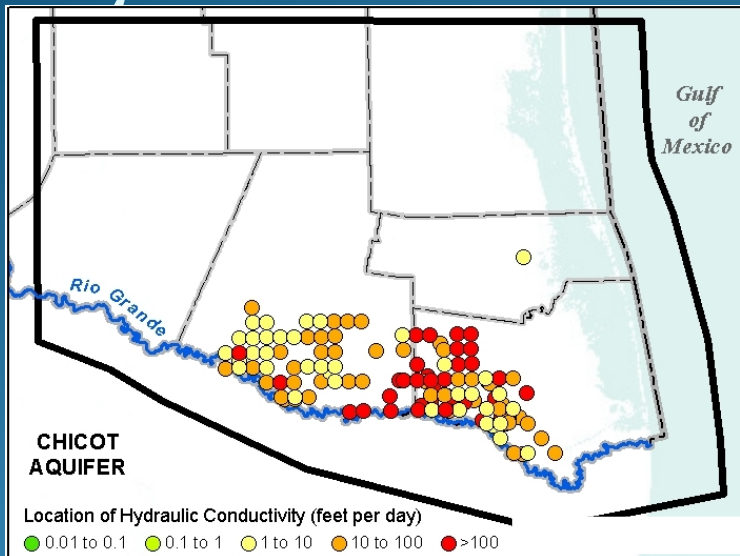 Gulf
of
Mexico
Rio Grande
CHICOT
AQUIFER
Location of Hydraulic Conductivity (feet per day)
0.01 to 0.1 0.1 to 1 1 to 10 10 to 100 >100